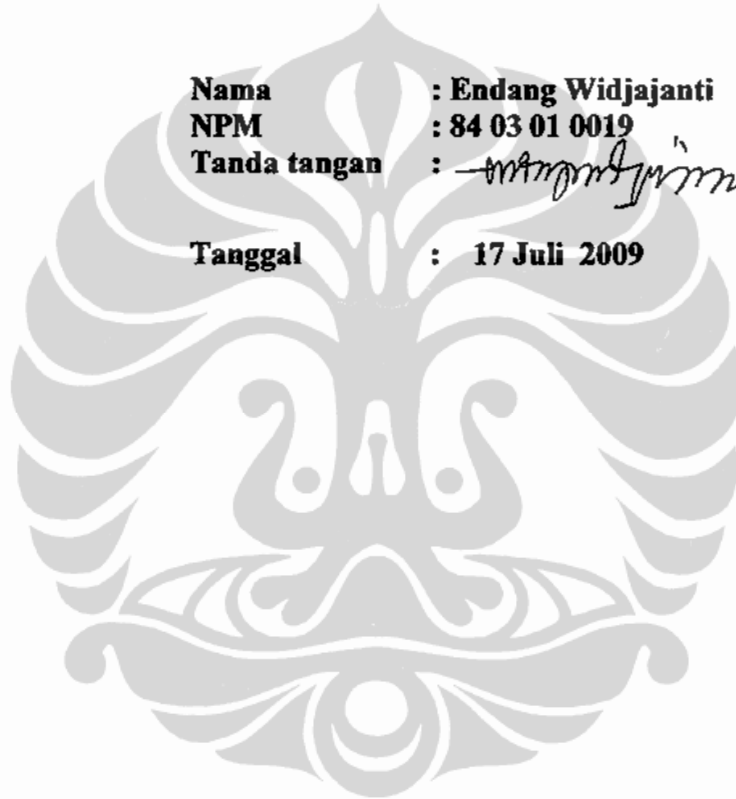 Nama : Endang Widjajanti
NPM : 84 03 01 0019
Tanda tangan :
Tanggal : 17 Juli 2009